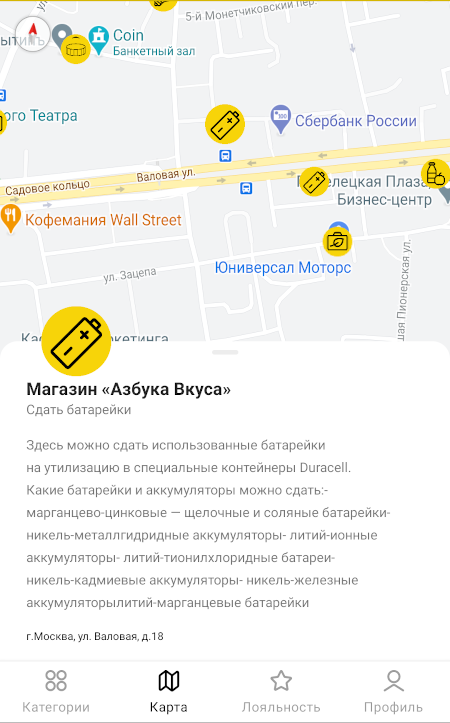 5-й Монетчиковский пер.
Coin
Банкетный зал
ого Театра
Сбербанк России
Валовая ул.
Садовое кольцо
Плаза
Бизнес-центр
Кофемания Wall Street
Юниверсал Моторс
ул. Зацепа
шая Пионерская ул.
Магазин «Азбука Вкуса»
Сдать батарейки
Здесь можно сдать использованные батарейки
на утилизацию в специальные контейнеры Duracell.
Какие батарейки и аккумуляторы можно сдать:-
марганцево-цинковые — щелочные и соляные батарейки-
никель-металлгидридные аккумуляторы- литий-ионные
аккумуляторы- литий-тионилхлоридные батареи-
никель-кадмиевые аккумуляторы- никель-железные
аккумуляторылитий-марганцевые батарейки
г.Москва, ул. Валовая, д.18
Категории
Карта
Лояльность
Профиль